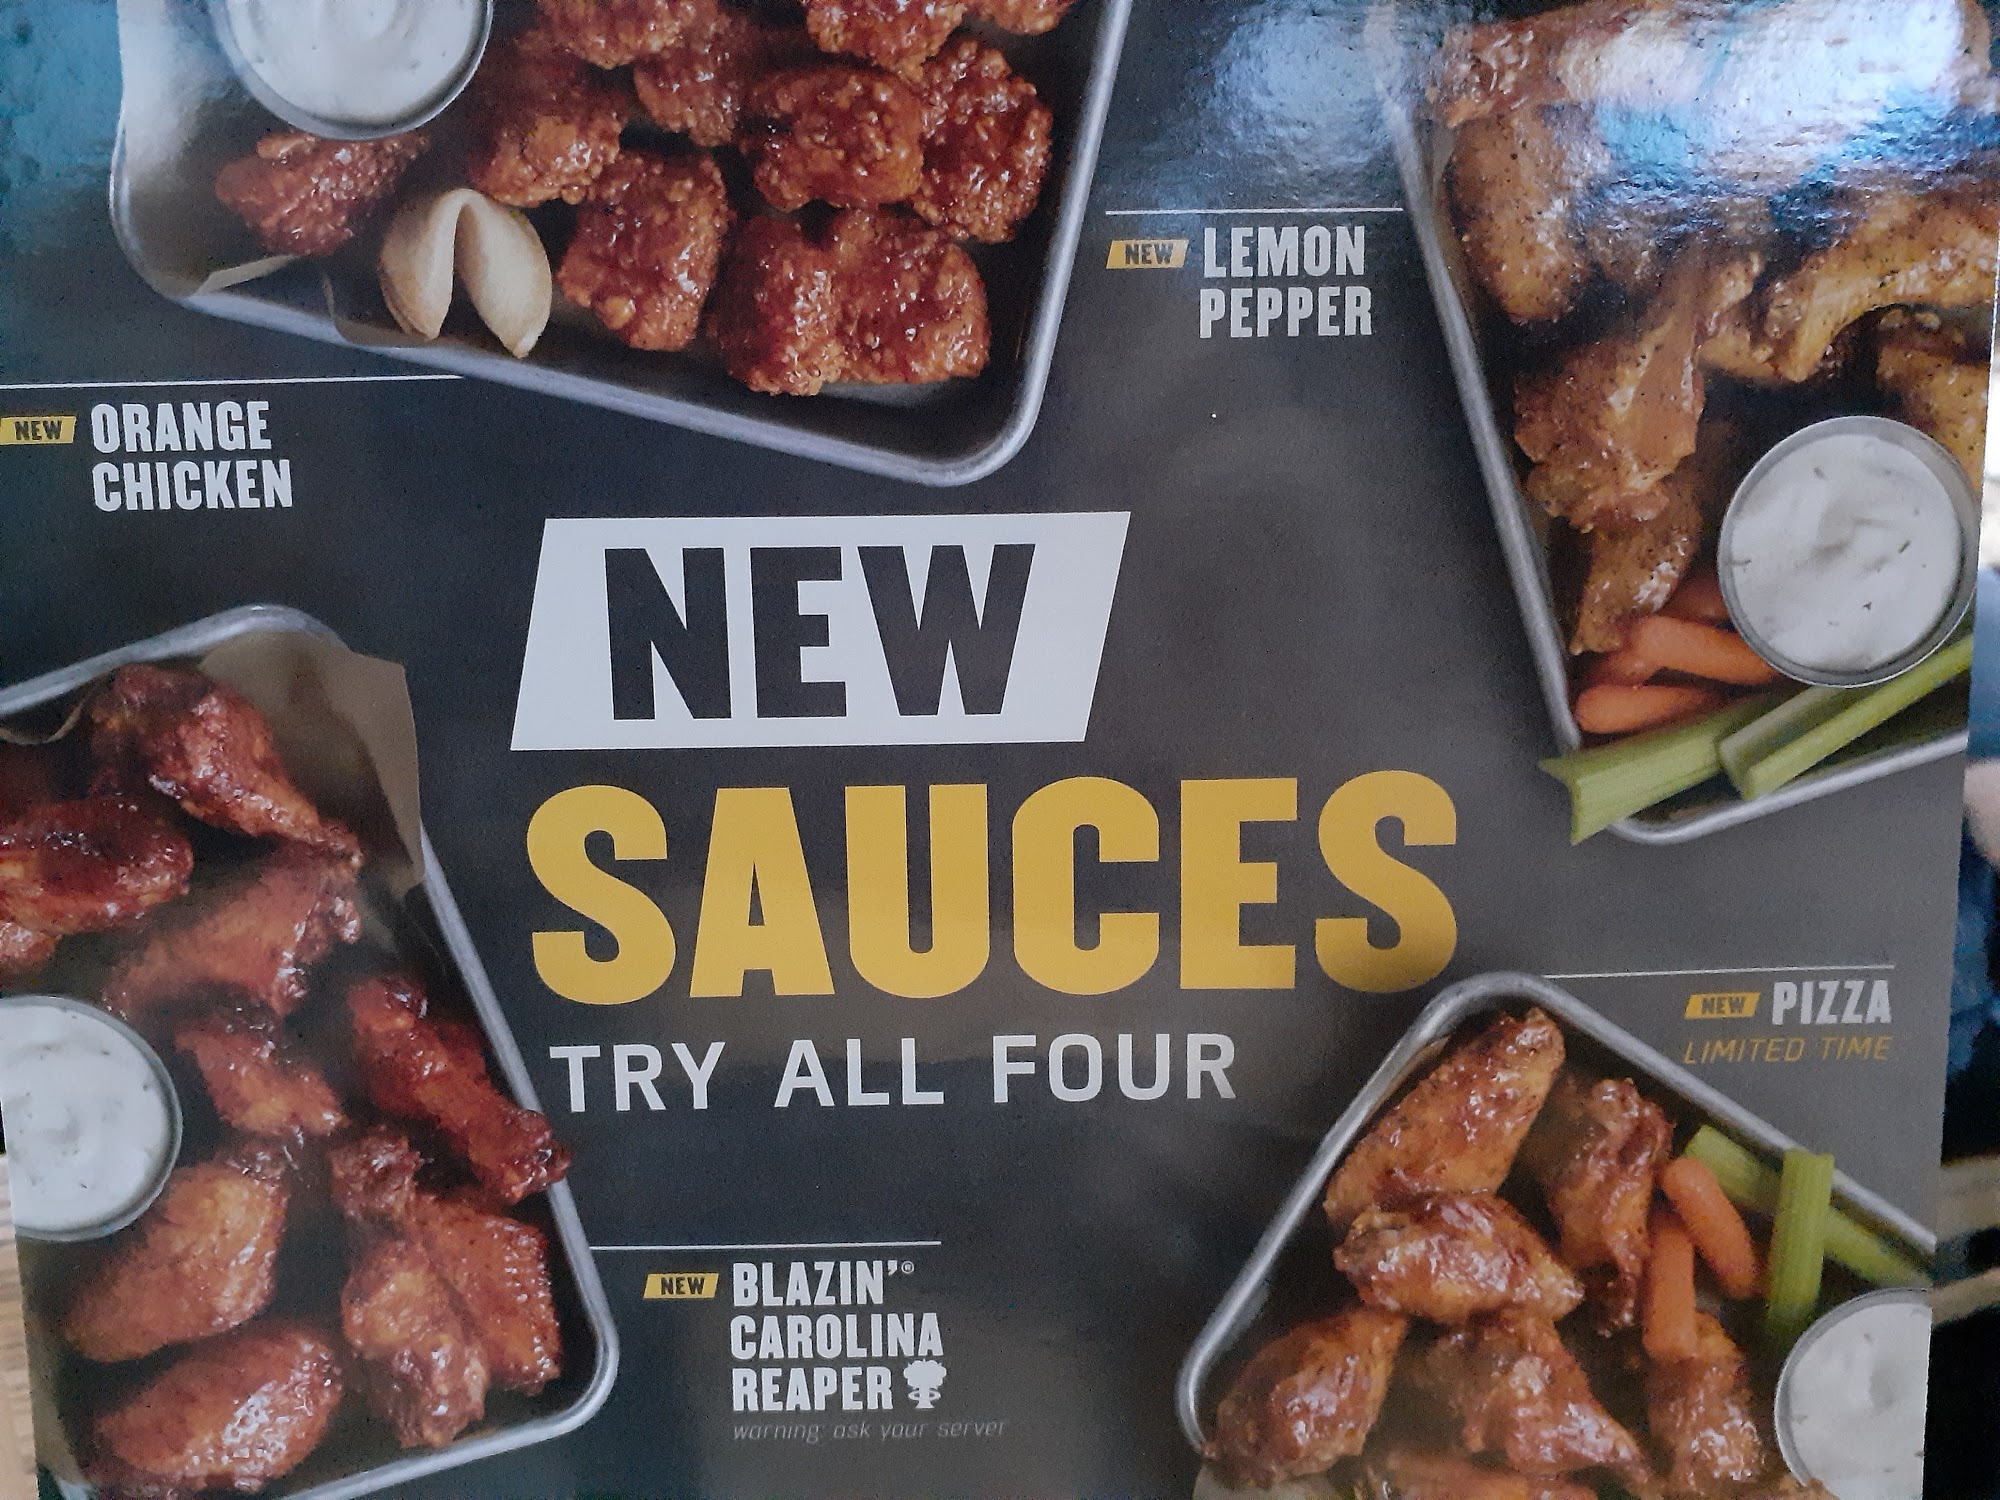 NEW LEMON
PEPPER
NEW ORANGE
CHICKEN
NEW
SAUCES
TRY ALL FOUR
NEW PIZZA
LIMITED TIME
NEW BLAZIN'®
CAROLINA
REAPER
warning: ask your server